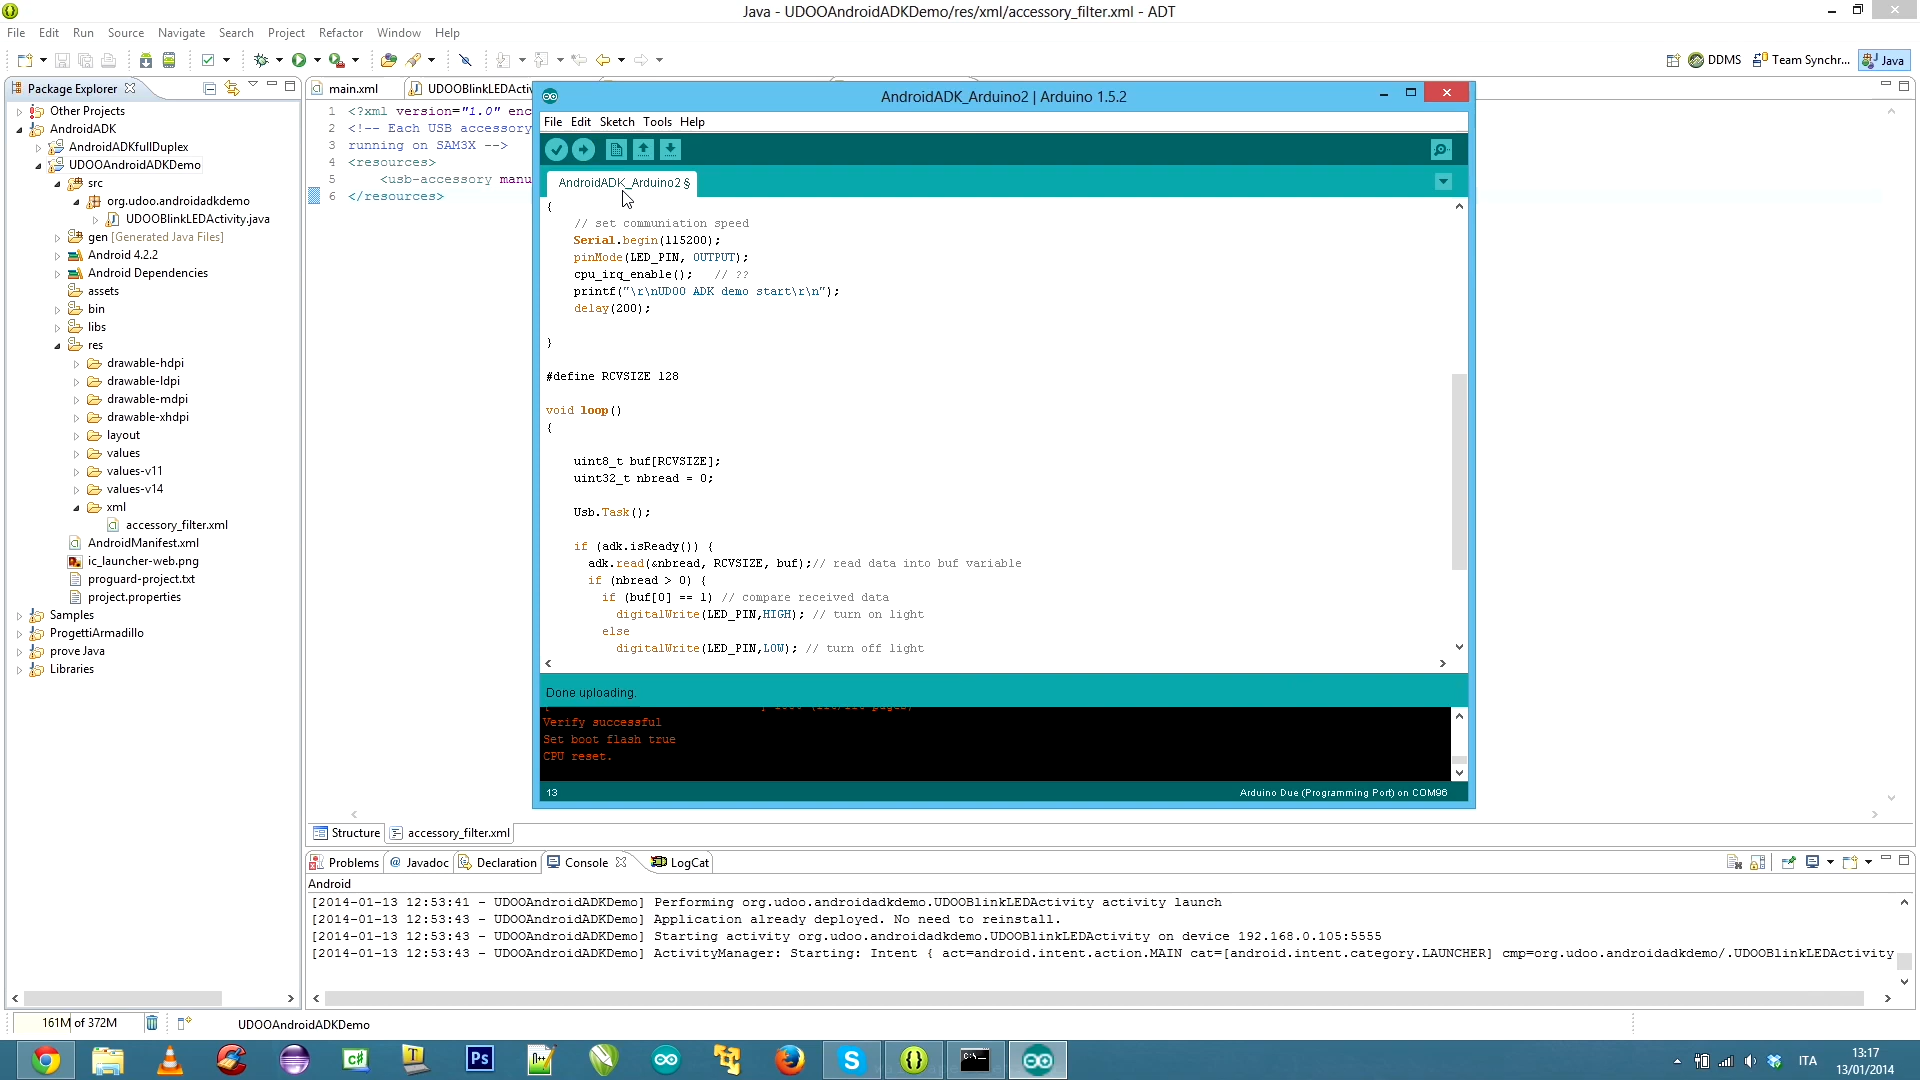 Java - UDOOAndroidADKDemo/res/xml/accessory_filter.xml - ADT
File Edit Run Source Navigate Search Project Refactor Window Help
DDMS Team Synchr... Java
Package Explorer
Other Projects
AndroidADK
AndroidADKfullDuplex
UDOOAndroidADKDemo
src
org.udoo.androidadkdemo
UDOOBlinkLEDActivity.java
gen [Generated Java Files]
Android 4.2.2
Android Dependencies
assets
bin
libs
res
drawable-hdpi
drawable-ldpi
drawable-mdpi
drawable-xhdpi
layout
values
values-v11
values-v14
xml
accessory_filter.xml
AndroidManifest.xml
ic_launcher-web.png
proguard-project.txt
project.properties
Samples
ProgettiArmadillo
prove Java
Libraries
main.xml UDOOBlinkLEDActiv
1 <?xml version="1.0" enc
2 <!-- Each USB accessory
3 running on SAM3X -->
4 <resources>
5 <usb-accessory manu
6 </resources>
AndroidADK_Arduino2 | Arduino 1.5.2
File Edit Sketch Tools Help
AndroidADK_Arduino2 §
{
// set communiation speed
Serial.begin(115200);
pinMode(LED_PIN, OUTPUT);
cpu_irq_enable(); // ??
printf("\r\nUDOO ADK demo start\r\n");
delay(200);
}
#define RCVSIZE 128
void loop()
{
uint8_t buf[RCVSIZE];
uint32_t nbread = 0;
Usb.Task();
if (adk.isReady()) {
adk.read(&nbread, RCVSIZE, buf);// read data into buf variable
if (nbread > 0) {
if (buf[0] == 1) // compare received data
digitalWrite(LED_PIN,HIGH); // turn on light
else
digitalWrite(LED_PIN,LOW); // turn off light
Done uploading.
Verify successful
Set boot flash true
CPU reset.
13 Arduino Due (Programming Port) on COM96
Structure accessory_filter.xml
Problems Javadoc Declaration Console LogCat
Android
[2014-01-13 12:53:41 - UDOOAndroidADKDemo] Performing org.udoo.androidadkdemo.UDOOBlinkLEDActivity activity launch
[2014-01-13 12:53:43 - UDOOAndroidADKDemo] Application already deployed. No need to reinstall.
[2014-01-13 12:53:43 - UDOOAndroidADKDemo] Starting activity org.udoo.androidadkdemo.UDOOBlinkLEDActivity on device 192.168.0.105:5555
[2014-01-13 12:53:43 - UDOOAndroidADKDemo] ActivityManager: Starting: Intent { act=android.intent.action.MAIN cat=[android.intent.category.LAUNCHER] cmp=org.udoo.androidadkdemo/.UDOOBlinkLEDActivity
161M of 372M UDOOAndroidADKDemo
ITA
13:17
13/01/2014